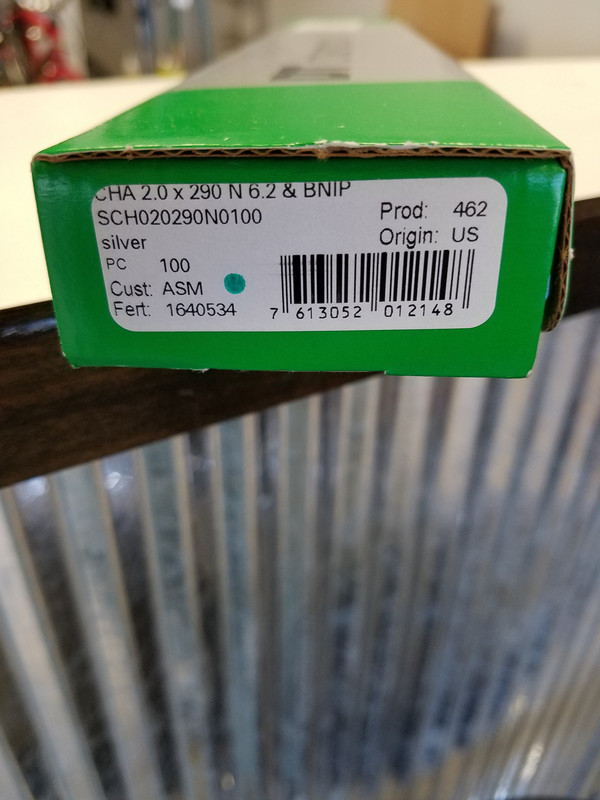 CHA 2.0 x 290 N 6.2 & BNIP
SCH020290N0100
Prod: 462
silver
Origin: US
PC 100
Cust: ASM
Fert: 1640534
7 613052 012148